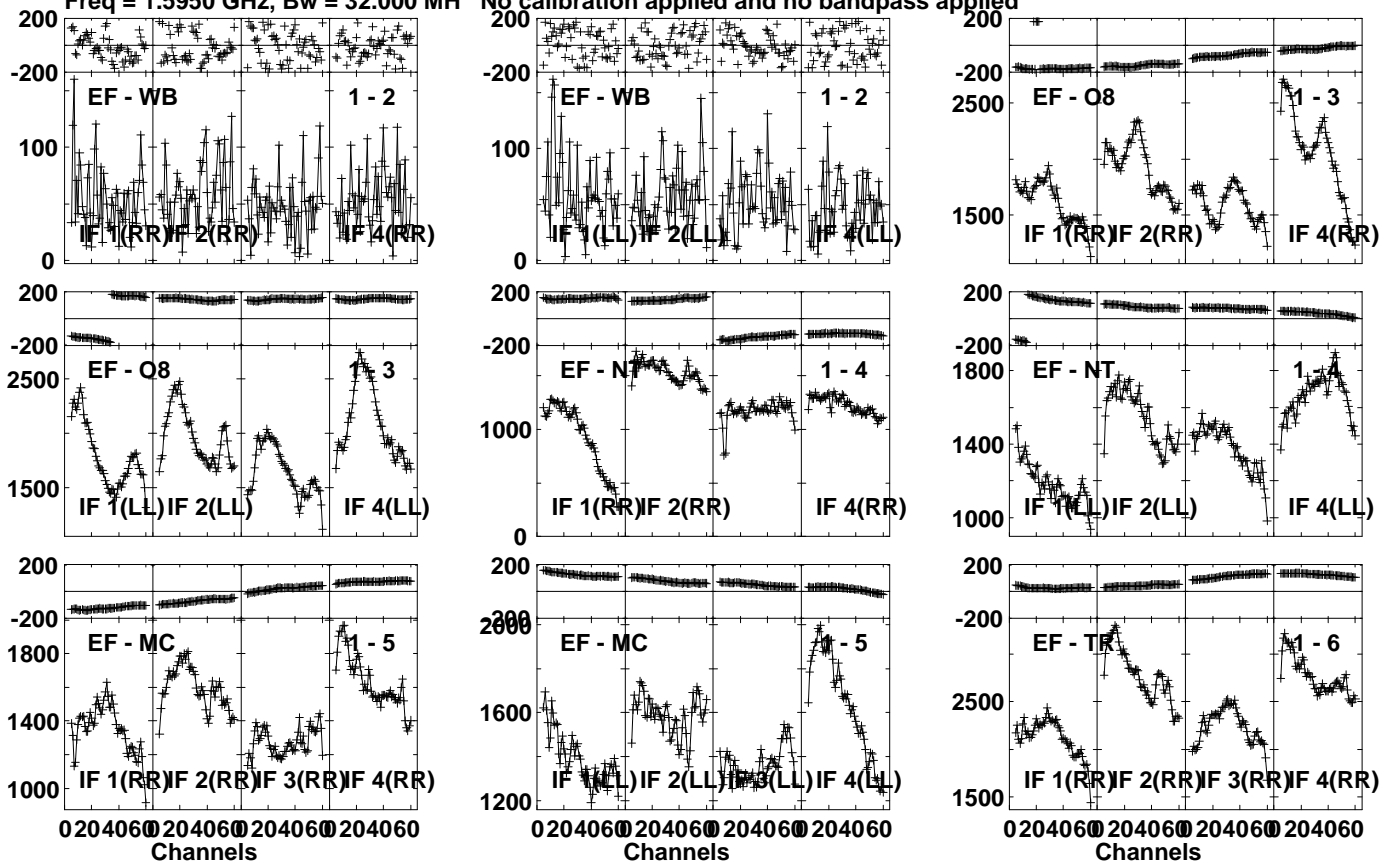 Freq = 1.5950 GHz, Bw = 32.000 MH No calibration applied and no bandpass applied
200 200 200
-200 -200 -200
EF - WB 1 - 2 EF - WB 1 - 2 EF - O8 1 - 3
2500
100 100
1500
IF 1(RR) IF 2(RR) IF 4(RR) IF 1(LL) IF 2(LL) IF 4(LL) IF 1(RR) IF 2(RR) IF 4(RR)
0 0
200 200 200
-200 -200 -200
EF - O8 1 - 3 EF - NT 1 - 4 EF - NT 1 - 4
2500 1800
1000 1400
1500
IF 1(LL) IF 2(LL) IF 4(LL) IF 1(RR) IF 2(RR) IF 4(RR) IF 1(LL) IF 2(LL) IF 4(LL)
0 1000
200 200 200
-200 -200 -200
2000
EF - MC 1 - 5 EF - MC 1 - 5 EF - TR 1 - 6
1800
1600 2500
1400
IF 1(RR) IF 2(RR) IF 3(RR) IF 4(RR) IF 1(LL) IF 2(LL) IF 3(LL) IF 4(LL) IF 1(RR) IF 2(RR) IF 3(RR) IF 4(RR)
1000 1200 1500
0 20 40 60 0 20 40 60 0 20 40 60 0 20 40 60 0 20 40 60 0 20 40 60 0 20 40 60 0 20 40 60 0 20 40 60 0 20 40 60 0 20 40 60 0 20 40 60
Channels Channels Channels